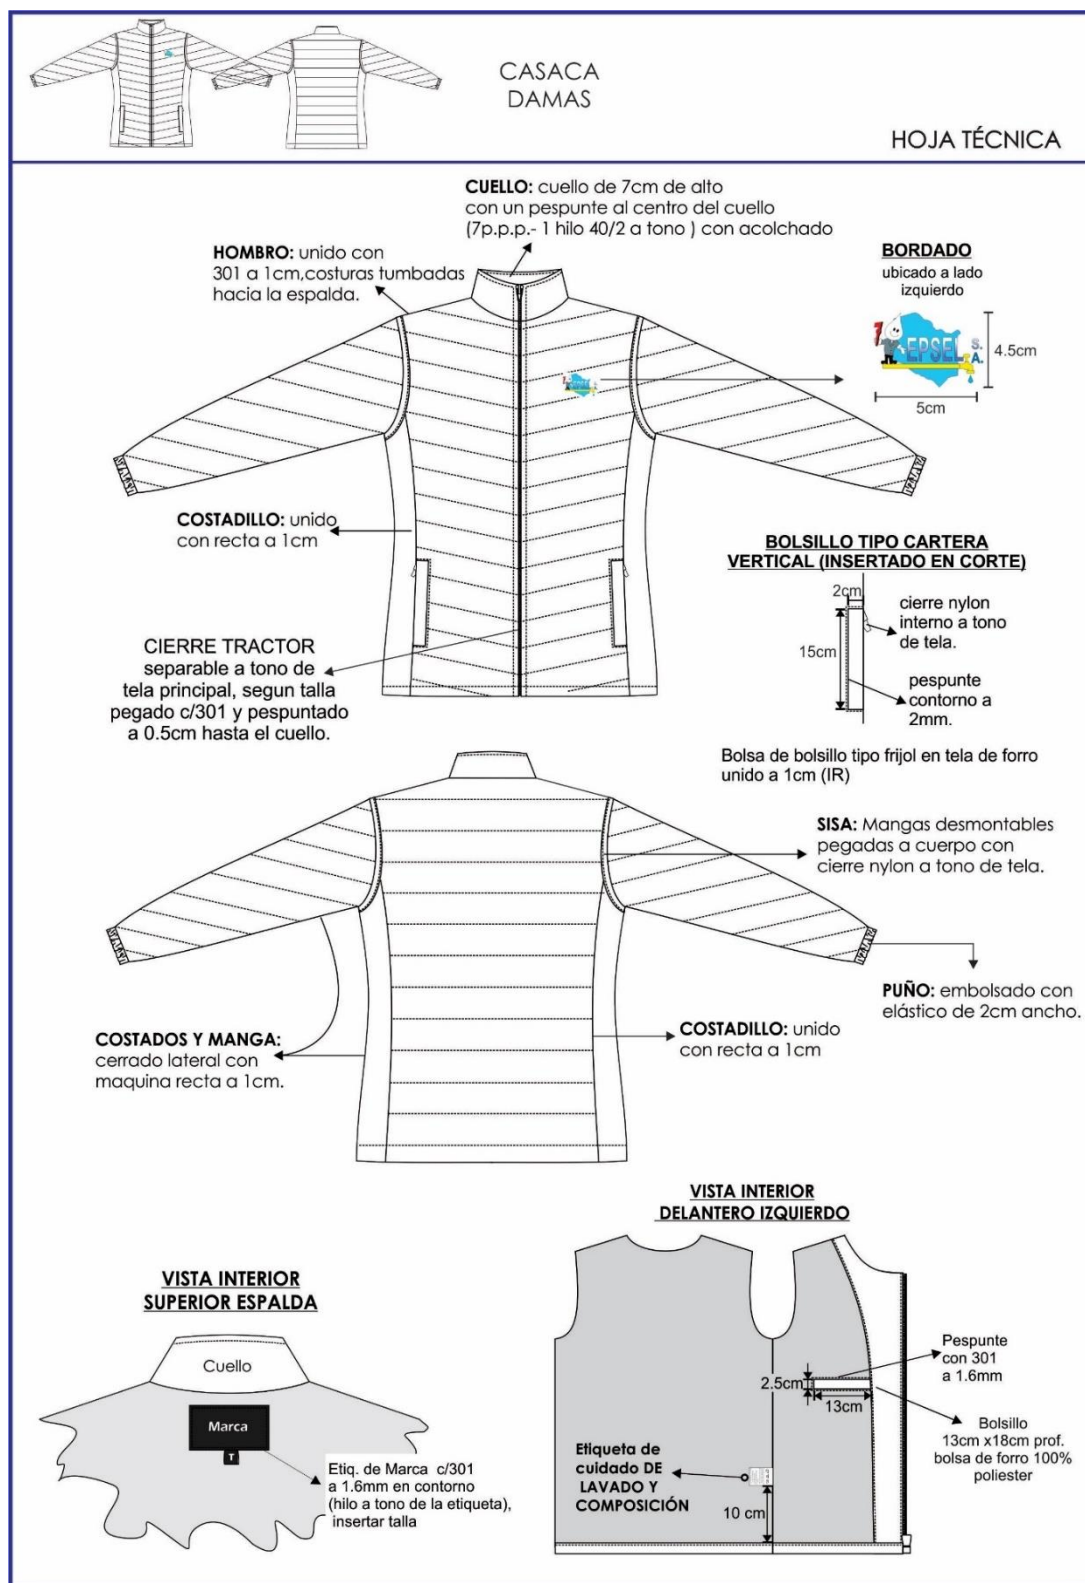 CASACA
DAMAS
HOJA TÉCNICA
CUELLO: cuello de 7cm de alto
con un pespunte al centro del cuello
(7p.p.p.- 1 hilo 40/2 a tono ) con acolchado
HOMBRO: unido con
301 a 1cm,costuras tumbadas
hacia la espalda.
BORDADO
ubicado a lado
izquierdo
EPSEL S.A.
4.5cm
5cm
COSTADILLO: unido
con recta a 1cm
BOLSILLO TIPO CARTERA
VERTICAL (INSERTADO EN CORTE)
2cm
cierre nylon
interno a tono
de tela.
15cm
pespunte
contorno a
2mm.
CIERRE TRACTOR
separable a tono de
tela principal, segun talla
pegado c/301 y pespuntado
a 0.5cm hasta el cuello.
Bolsa de bolsillo tipo frijol en tela de forro
unido a 1cm (IR)
SISA: Mangas desmontables
pegadas a cuerpo con
cierre nylon a tono de tela.
PUÑO: embolsado con
elástico de 2cm ancho.
COSTADOS Y MANGA:
cerrado lateral con
maquina recta a 1cm.
COSTADILLO: unido
con recta a 1cm
VISTA INTERIOR
DELANTERO IZQUIERDO
VISTA INTERIOR
SUPERIOR ESPALDA
Cuello
Marca
T
Etiq. de Marca c/301
a 1.6mm en contorno
(hilo a tono de la etiqueta),
insertar talla
Pespunte
con 301
a 1.6mm
2.5cm
13cm
Bolsillo
13cm x18cm prof.
bolsa de forro 100%
poliester
Etiqueta de
cuidado DE
LAVADO Y
COMPOSICIÓN
10 cm